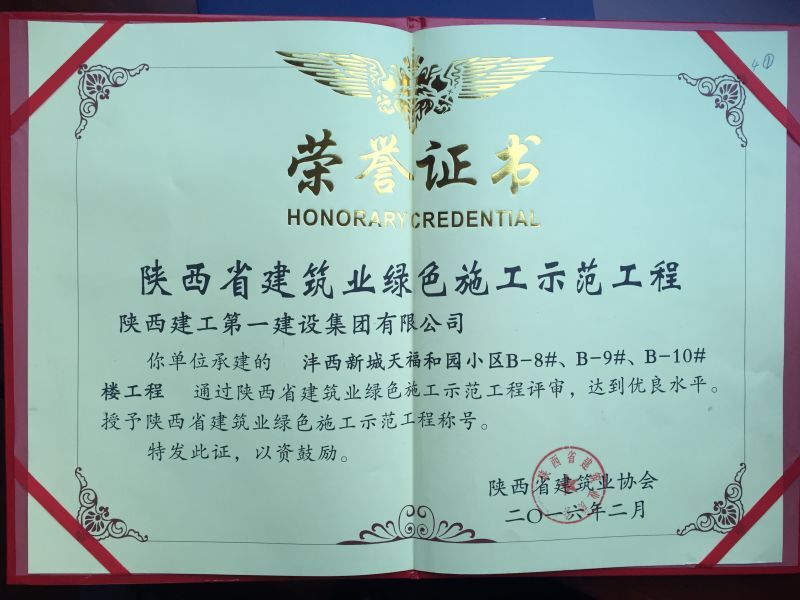 4①
荣誉证书
HONORARY CREDENTIAL
陕西省建筑业绿色施工示范工程
陕西建工第一建设集团有限公司
你单位承建的 沣西新城天福和园小区B-8#、B-9#、B-10#
楼工程 通过陕西省建筑业绿色施工示范工程评审，达到优良水平。
授予陕西省建筑业绿色施工示范工程称号。
特发此证，以资鼓励。
陕西省建筑业协会
二〇一六年二月